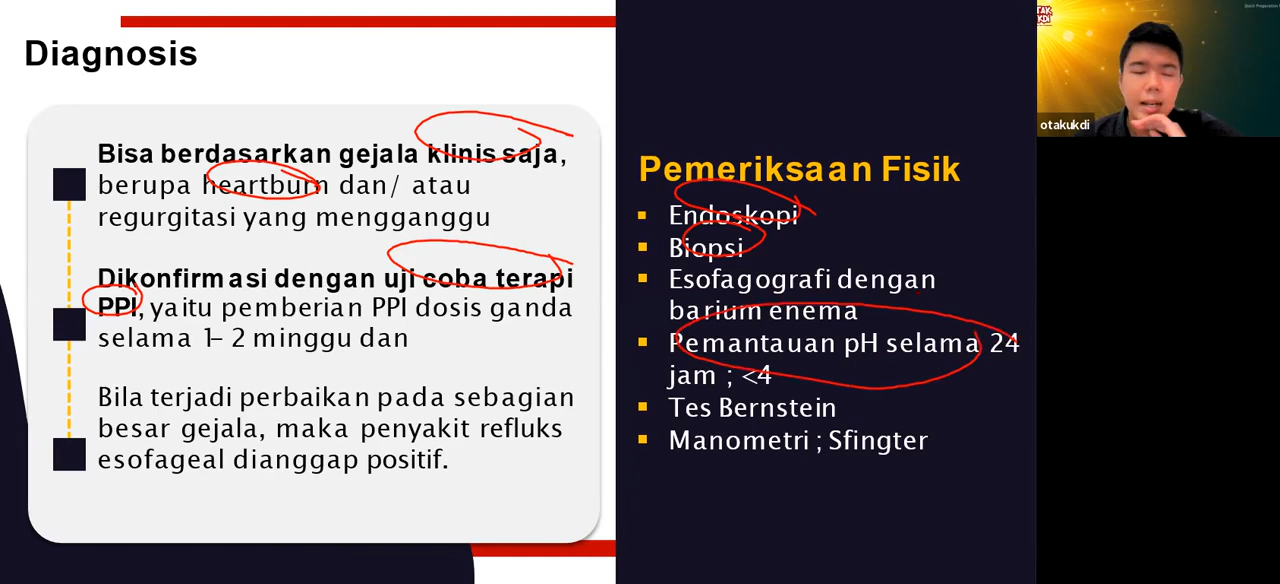 Diagnosis
Bisa berdasarkan gejala klinis saja,
berupa heartburn dan/ atau
regurgitasi yang mengganggu
Dikonfirmasi dengan uji coba terapi
PPI, yaitu pemberian PPI dosis ganda
selama 1– 2 minggu dan
Bila terjadi perbaikan pada sebagian
besar gejala, maka penyakit refluks
esofageal dianggap positif.
Pemeriksaan Fisik
Endoskopi
Biopsi
Esofagografi dengan
barium enema
Pemantauan pH selama 24
jam ; <4
Tes Bernstein
Manometri ; Sfingter
otakukdi